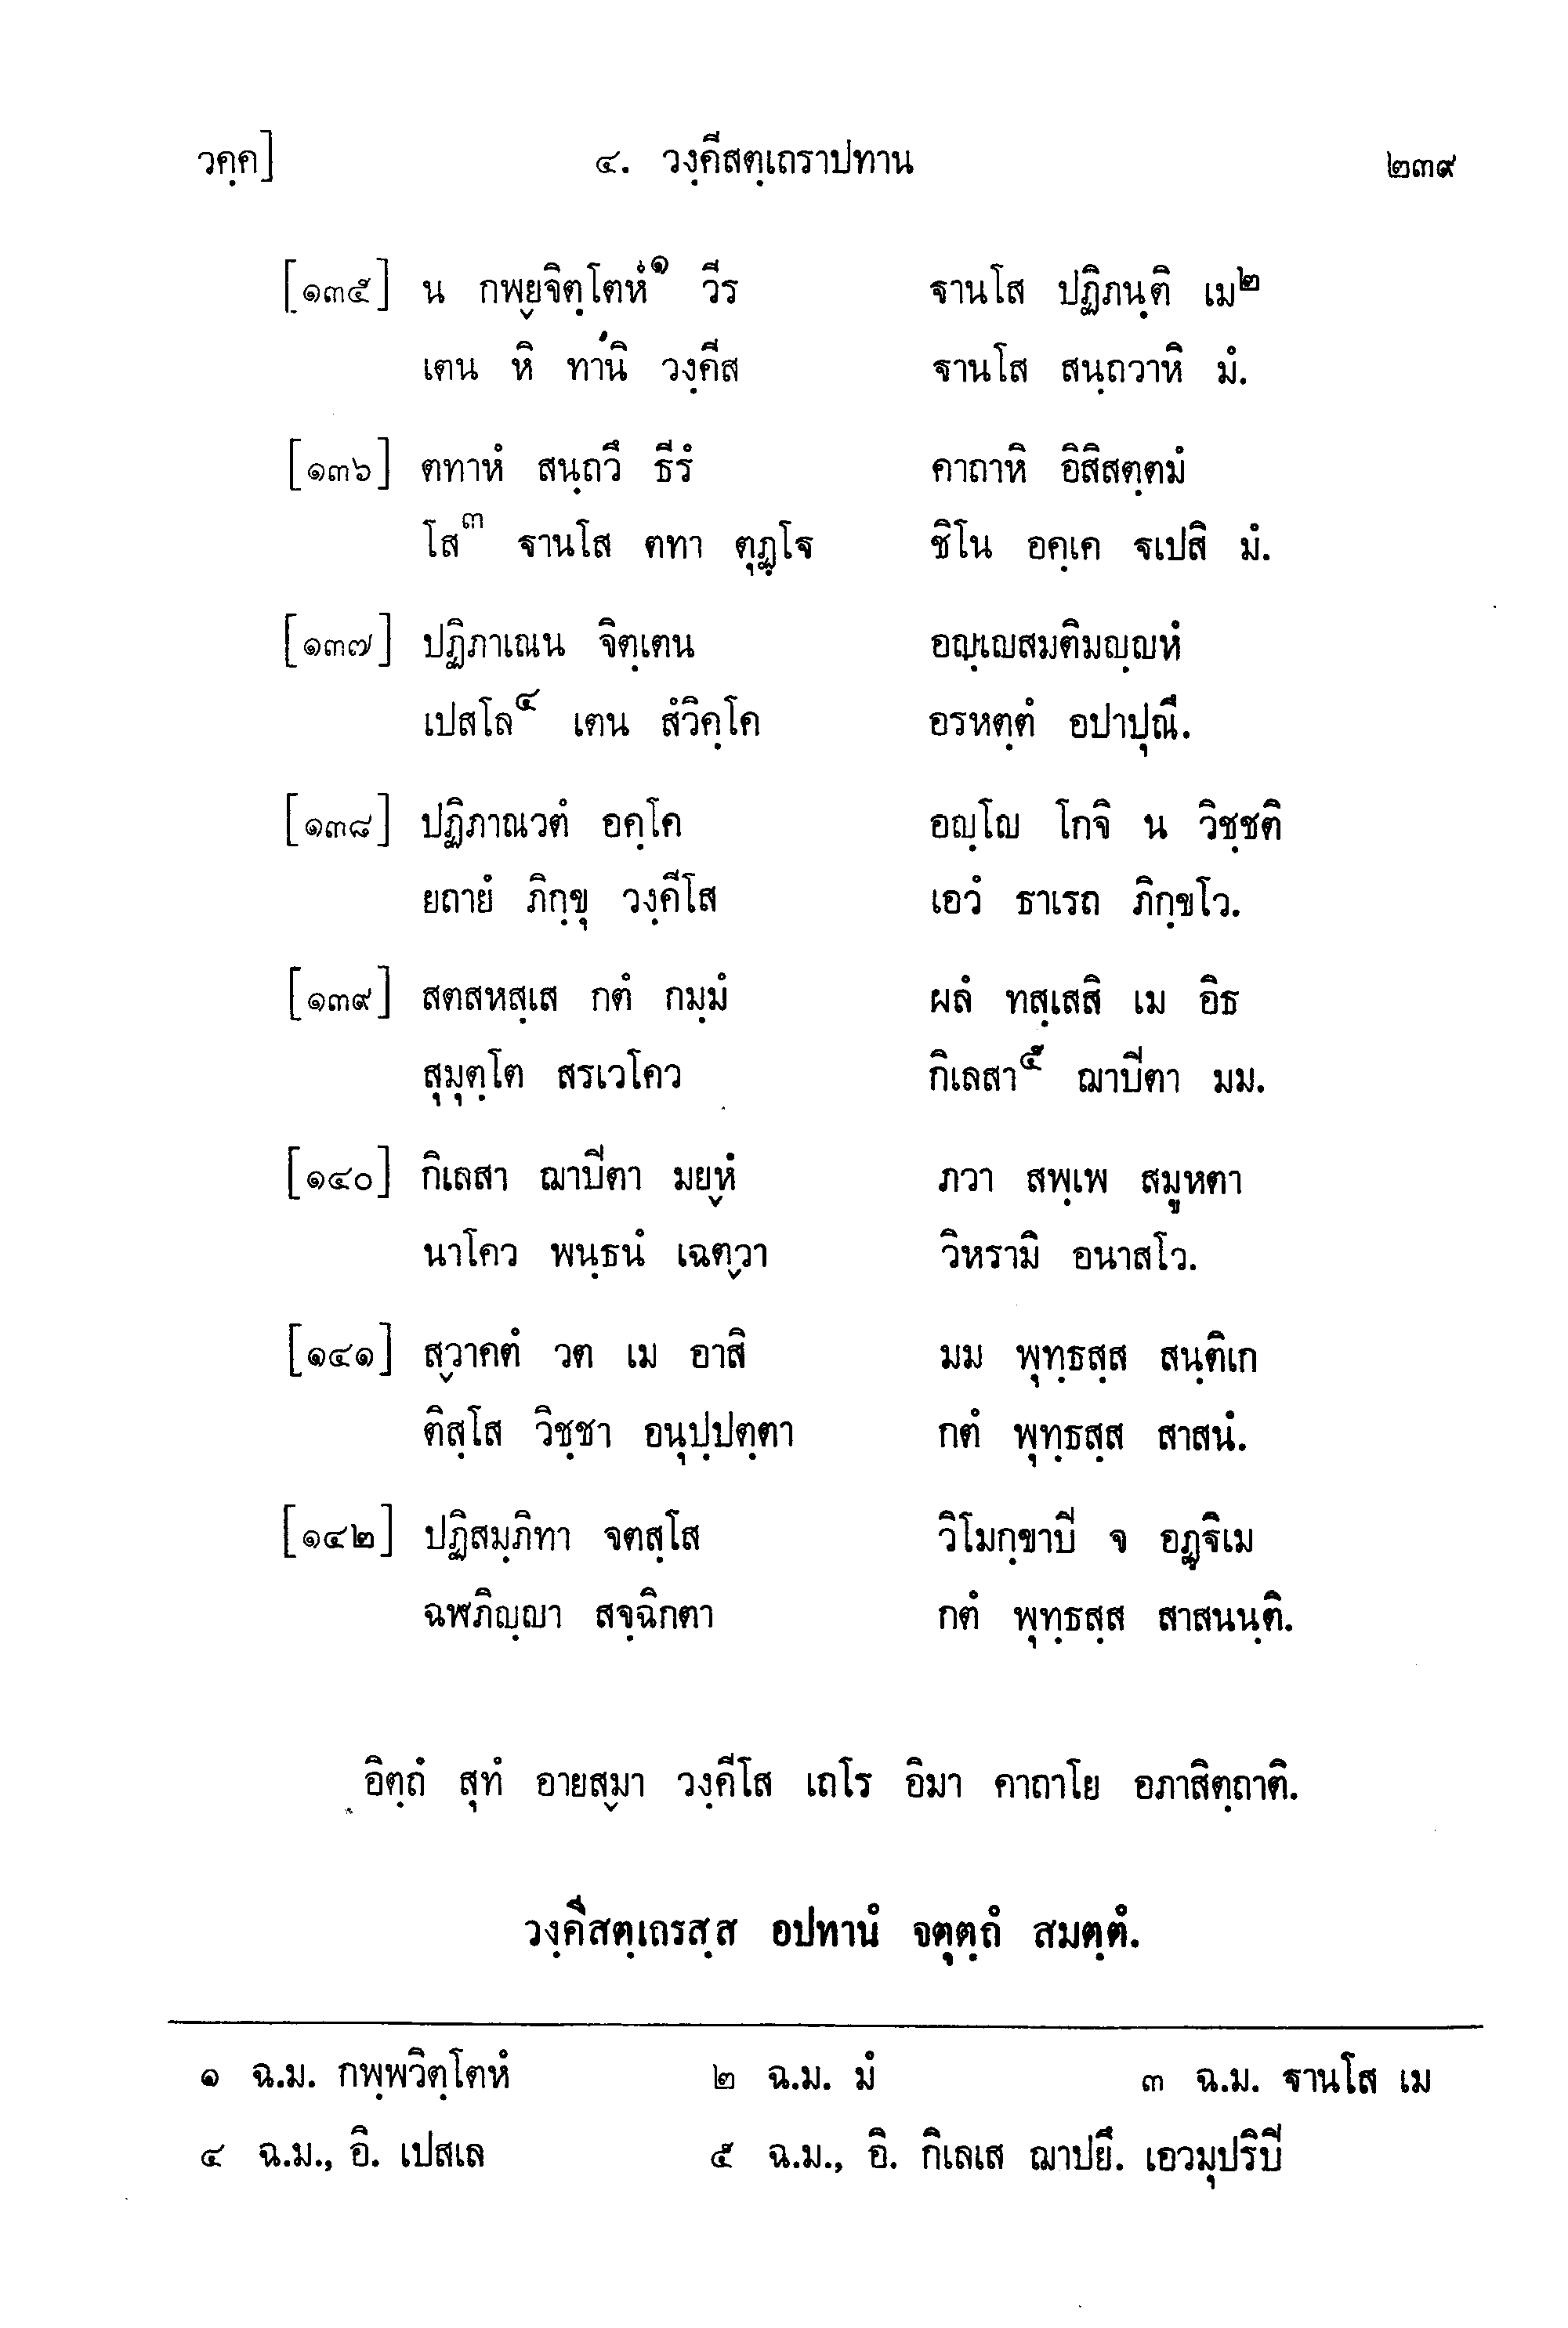 วคฺค] ๔. วงฺคีสตฺเถราปทาน ๒๓๙
[๑๓๕] น กพฺยจิตฺโตหํ๑ วีร ฐานโส ปฏิภนฺติ เม๒
เตน หิ ทานิ วงฺคีส ฐานโส สนฺถวาหิ มํ.
[๑๓๖] ตทาหํ สนฺถวึ ธีรํ คาถาหิ อิสิสตฺตมํ
โส๓ ฐานโส ตทา ตุฏฺโฐ ชิโน อคฺเค ฐเปสิ มํ.
[๑๓๗] ปฏิภาเณน จิตฺเตน อญฺเญสมติมญฺญหํ
เปสโล๔ เตน สํวิคฺโค อรหตฺตํ อปาปุณึ.
[๑๓๘] ปฏิภาณวตํ อคฺโค อญฺโญ โกจิ น วิชฺชติ
ยถายํ ภิกฺขุ วงฺคีโส เอวํ ธาเรถ ภิกฺขโว.
[๑๓๙] สตสหสฺเส กตํ กมฺมํ ผลํ ทสฺเสสิ เม อิธ
สุมุตฺโต สรเวโคว กิเลสา๕ ฌาปีตา มม.
[๑๔๐] กิเลสา ฌาปีตา มยฺหํ ภวา สพฺเพ สมูหตา
นาโคว พนฺธนํ เฉตฺวา วิหรามิ อนาสโว.
[๑๔๑] สฺวาคตํ วต เม อาสิ มม พุทฺธสฺส สนฺติเก
ติสฺโส วิชฺชา อนุปฺปตฺตา กตํ พุทฺธสฺส สาสนํ.
[๑๔๒] ปฏิสมฺภิทา จตสฺโส วิโมกฺขาปี จ อฏฺฐิเม
ฉฬภิญฺญา สจฺฉิกตา กตํ พุทฺธสฺส สาสนนฺติ.
อิตฺถํ สุทํ อายสฺมา วงฺคีโส เถโร อิมา คาถาโย อภาสิตฺถาติ.
วงฺคีสตฺเถรสฺส อปทานํ จตุตฺถํ สมตฺตํ.
๑ ฉ.ม. กพฺพวิตฺโตหํ ๒ ฉ.ม. มํ ๓ ฉ.ม. ฐานโส เม
๔ ฉ.ม., อิ. เปสเล ๕ ฉ.ม., อิ. กิเลเส ฌาปยึ. เอวมุปริปี